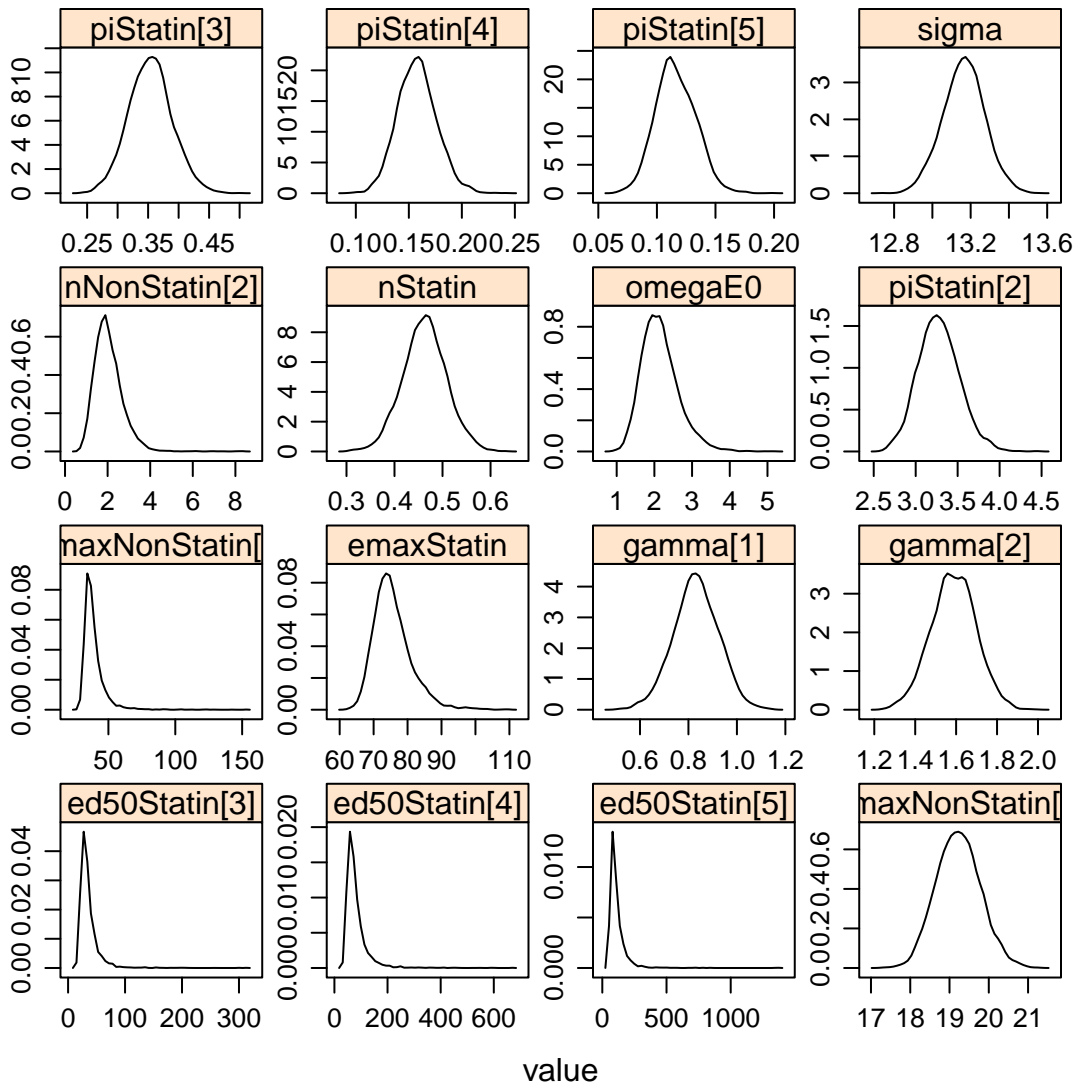 piStatin[3] piStatin[4] piStatin[5] sigma
0 2 4 6 8 10
0 5 10 15 20
0 5 10 20
0 1 2 3
0.25 0.35 0.45
0.10 0.15 0.20 0.25
0.05 0.10 0.15 0.20
12.8 13.2 13.6
nNonStatin[2] nStatin omegaE0 piStatin[2]
0.0 0.2 0.4 0.6
0 2 4 6 8
0.0 0.4 0.8
0.0 0.5 1.0 1.5
0 2 4 6 8
0.3 0.4 0.5 0.6
1 2 3 4 5
2.5 3.0 3.5 4.0 4.5
maxNonStatin[ emaxStatin gamma[1] gamma[2]
0.00 0.04 0.08
0.00 0.04 0.08
0 1 2 3 4
0 1 2 3
50 100 150
60 70 80 90 110
0.6 0.8 1.0 1.2
1.2 1.4 1.6 1.8 2.0
ed50Statin[3] ed50Statin[4] ed50Statin[5] maxNonStatin[
0.00 0.02 0.04
0.000 0.010 0.020
0.000 0.010
0.0 0.2 0.4 0.6
0 100 200 300
0 200 400 600
0 500 1000
17 18 19 20 21
value